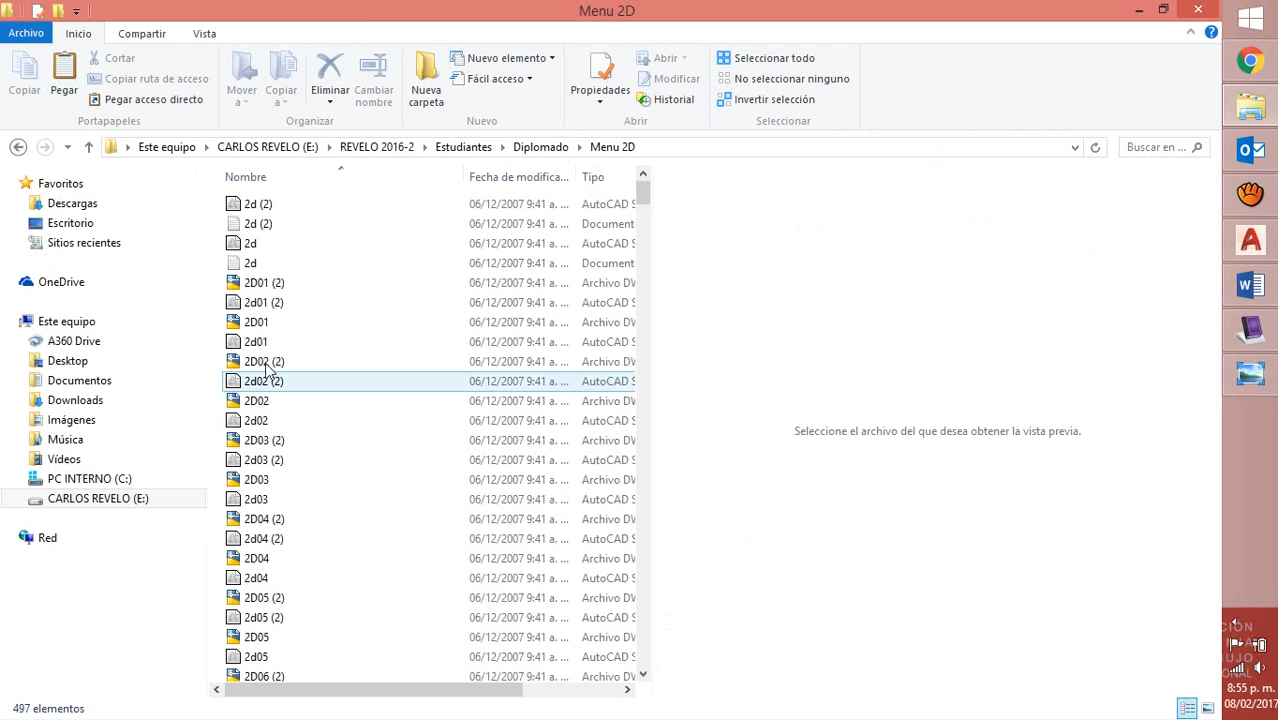 Menu 2D
Archivo Inicio Compartir Vista
Copiar Pegar Cortar Copiar ruta de acceso Pegar acceso directo
Mover a Copiar a Eliminar Cambiar nombre
Nueva carpeta Nuevo elemento Fácil acceso
Propiedades Abrir Modificar Historial
Seleccionar todo No seleccionar ninguno Invertir selección
Portapapeles Organizar Nuevo Abrir Seleccionar
Este equipo CARLOS REVELO (E:) REVELO 2016-2 Estudiantes Diplomado Menu 2D Buscar en ...
Favoritos
Descargas
Escritorio
Sitios recientes
OneDrive
Este equipo
A360 Drive
Desktop
Documentos
Downloads
Imágenes
Música
Vídeos
PC INTERNO (C:)
CARLOS REVELO (E:)
Red
Nombre Fecha de modifica... Tipo
2d (2) 06/12/2007 9:41 a. ... AutoCAD S
2d (2) 06/12/2007 9:41 a. ... Document
2d 06/12/2007 9:41 a. ... AutoCAD S
2d 06/12/2007 9:41 a. ... Document
2D01 (2) 06/12/2007 9:41 a. ... Archivo DW
2d01 (2) 06/12/2007 9:41 a. ... AutoCAD S
2D01 06/12/2007 9:41 a. ... Archivo DW
2d01 06/12/2007 9:41 a. ... AutoCAD S
2D02 (2) 06/12/2007 9:41 a. ... Archivo DW
2d02 (2) 06/12/2007 9:41 a. ... AutoCAD S
2D02 06/12/2007 9:41 a. ... Archivo DW
2d02 06/12/2007 9:41 a. ... AutoCAD S
2D03 (2) 06/12/2007 9:41 a. ... Archivo DW
2d03 (2) 06/12/2007 9:41 a. ... AutoCAD S
2D03 06/12/2007 9:41 a. ... Archivo DW
2d03 06/12/2007 9:41 a. ... AutoCAD S
2D04 (2) 06/12/2007 9:41 a. ... Archivo DW
2d04 (2) 06/12/2007 9:41 a. ... AutoCAD S
2D04 06/12/2007 9:41 a. ... Archivo DW
2d04 06/12/2007 9:41 a. ... AutoCAD S
2D05 (2) 06/12/2007 9:41 a. ... Archivo DW
2d05 (2) 06/12/2007 9:41 a. ... AutoCAD S
2D05 06/12/2007 9:41 a. ... Archivo DW
2d05 06/12/2007 9:41 a. ... AutoCAD S
2D06 (2) 06/12/2007 9:41 a. ... Archivo DW
Seleccione el archivo del que desea obtener la vista previa.
497 elementos
8:55 p. m.
08/02/2017